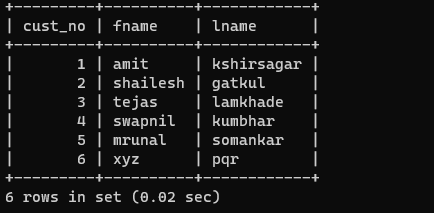 +---------+----------+------------+
| cust_no | fname    | lname      |
+---------+----------+------------+
|       1 | amit     | kshirsagar |
|       2 | shailesh | gatkul     |
|       3 | tejas    | lamkhade   |
|       4 | swapnil  | kumbhar    |
|       5 | mrunal   | somankar   |
|       6 | xyz      | pqr        |
+---------+----------+------------+
6 rows in set (0.02 sec)